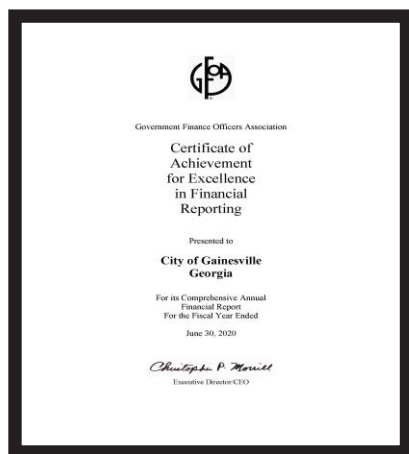 GFOA
Government Finance Officers Association
Certificate of
Achievement
for Excellence
in Financial
Reporting
Presented to
City of Gainesville
Georgia
For its Comprehensive Annual
Financial Report
For the Fiscal Year Ended
June 30, 2020
Christopher P. Morrill
Executive Director/CEO